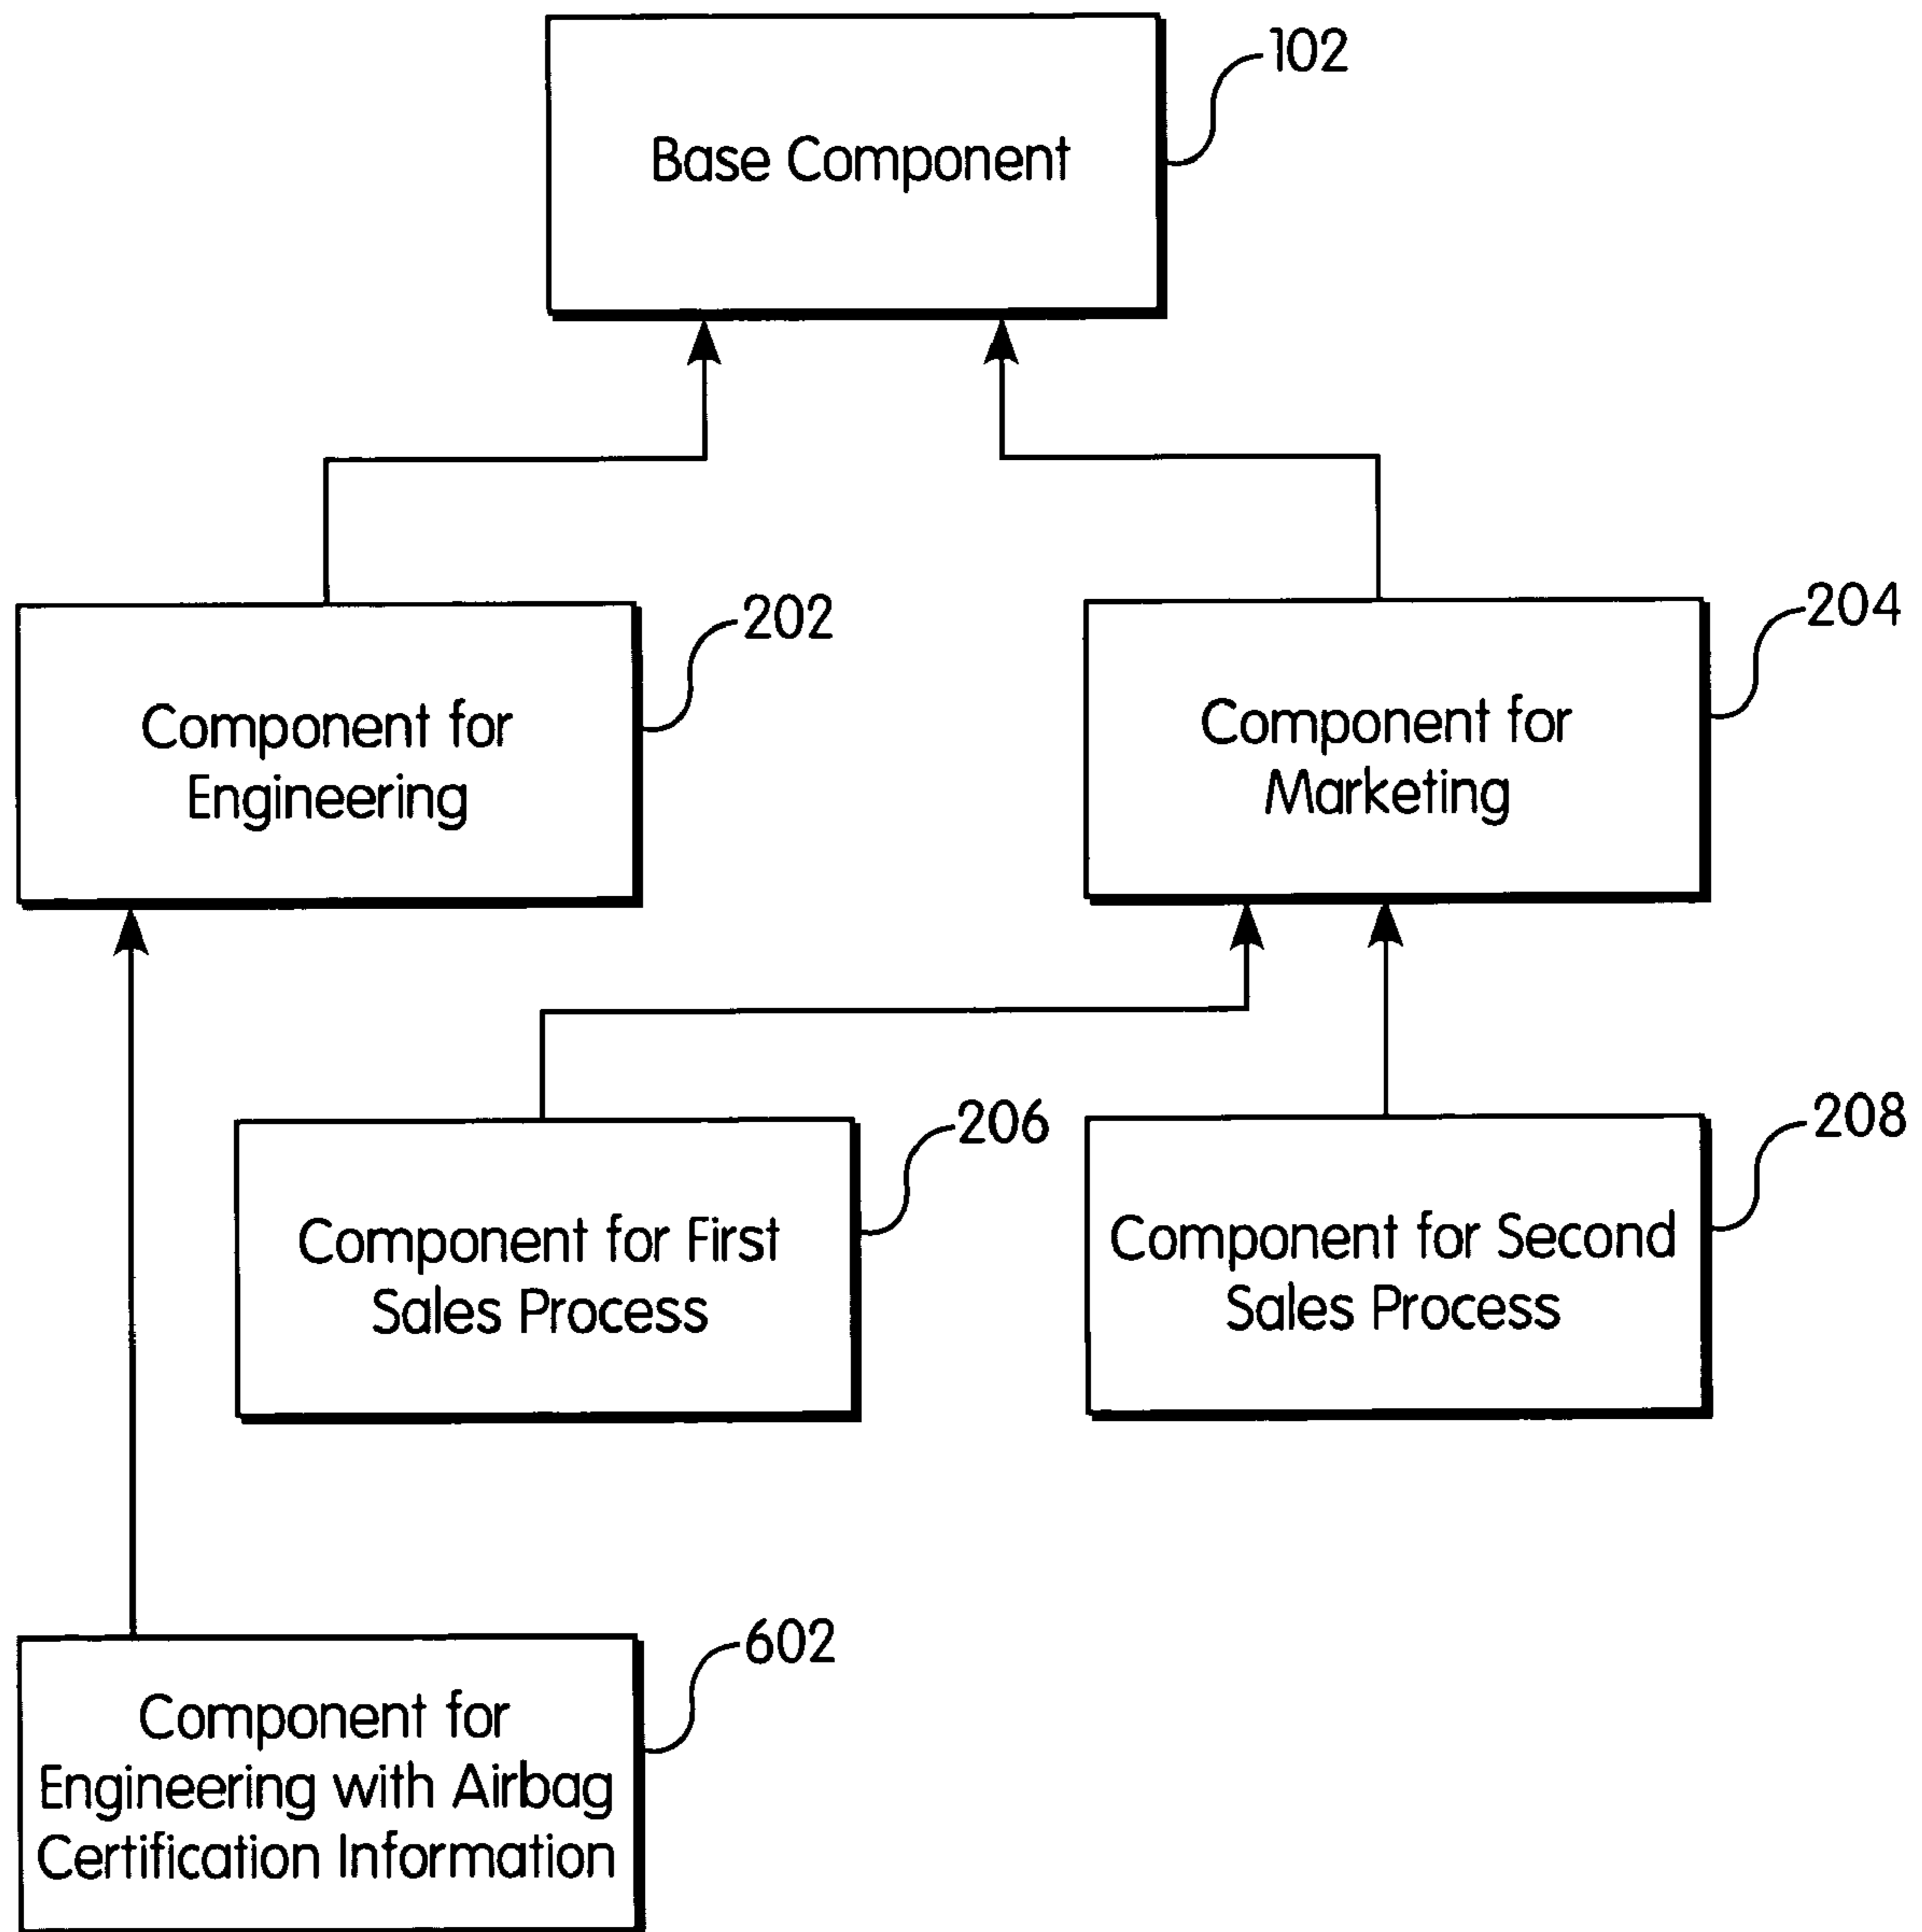 102
Base Component
202
204
Component for
Engineering
Component for
Marketing
206
208
Component for First
Sales Process
Component for Second
Sales Process
602
Component for
Engineering with Airbag
Certification Information